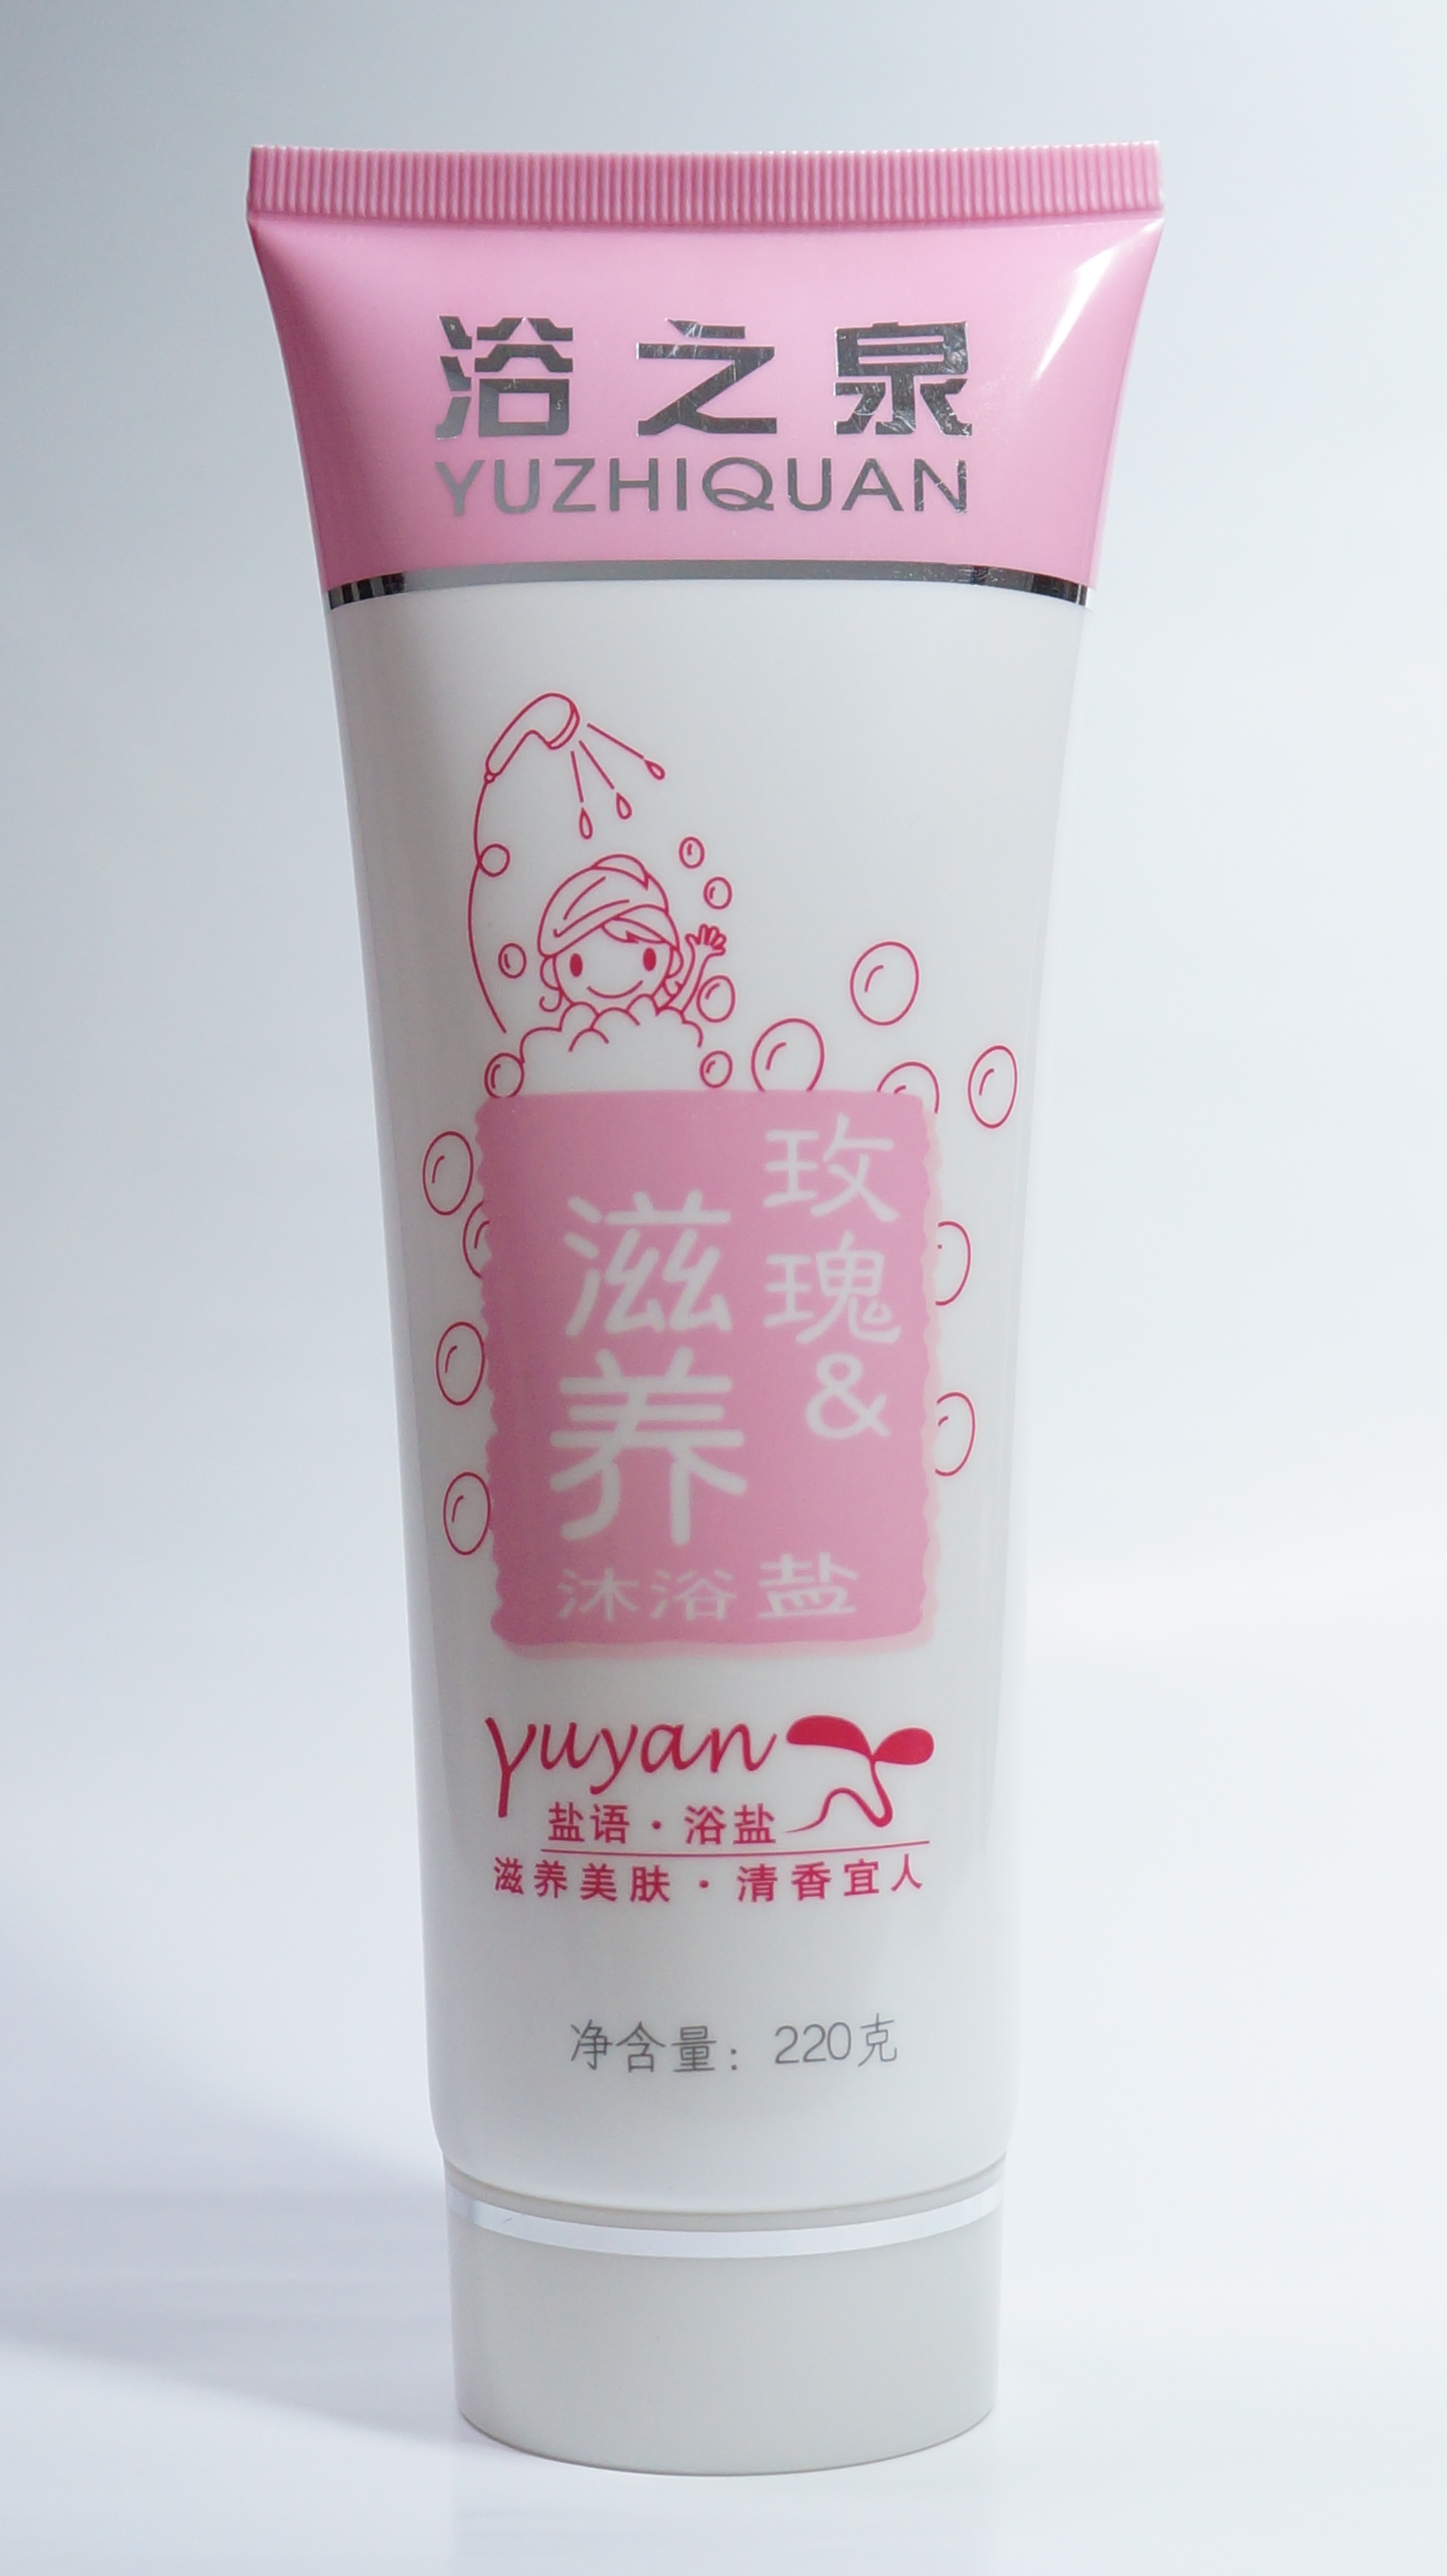 浴之泉
YUZHIQUAN
玫瑰&
滋养
沐浴盐
yuyan
盐语·浴盐
滋养美肤·清香宜人
净含量：220克